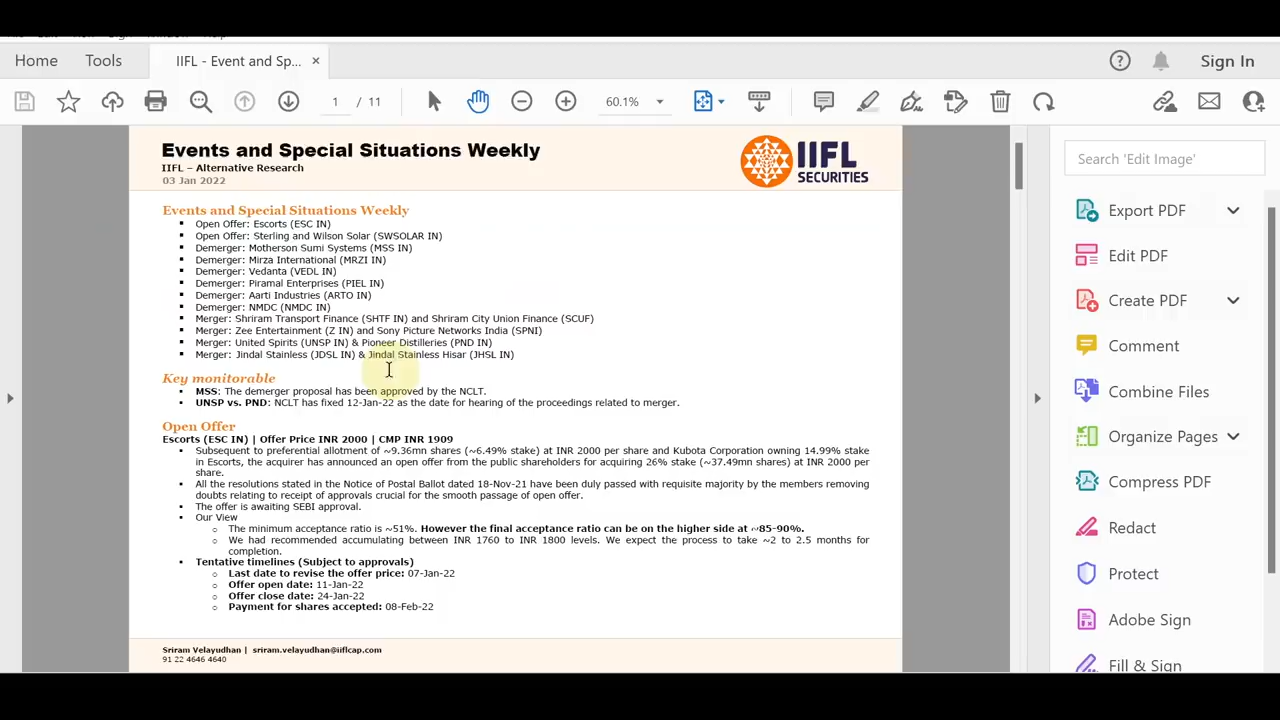 Home Tools IIFL - Event and Sp... × Sign In
1 / 11 60.1%
Events and Special Situations Weekly
IIFL – Alternative Research
03 Jan 2022
IIFL
SECURITIES
Events and Special Situations Weekly
▪ Open Offer: Escorts (ESC IN)
▪ Open Offer: Sterling and Wilson Solar (SWSOLAR IN)
▪ Demerger: Motherson Sumi Systems (MSS IN)
▪ Demerger: Mirza International (MRZI IN)
▪ Demerger: Vedanta (VEDL IN)
▪ Demerger: Piramal Enterprises (PIEL IN)
▪ Demerger: Aarti Industries (ARTO IN)
▪ Demerger: NMDC (NMDC IN)
▪ Merger: Shriram Transport Finance (SHTF IN) and Shriram City Union Finance (SCUF)
▪ Merger: Zee Entertainment (Z IN) and Sony Picture Networks India (SPNI)
▪ Merger: United Spirits (UNSP IN) & Pioneer Distilleries (PND IN)
▪ Merger: Jindal Stainless (JDSL IN) & Jindal Stainless Hisar (JHSL IN)
Key monitorable
▪ MSS: The demerger proposal has been approved by the NCLT.
▪ UNSP vs. PND: NCLT has fixed 12-Jan-22 as the date for hearing of the proceedings related to merger.
Open Offer
Escorts (ESC IN) | Offer Price INR 2000 | CMP INR 1909
▪ Subsequent to preferential allotment of ~9.36mn shares (~6.49% stake) at INR 2000 per share and Kubota Corporation owning 14.99% stake
in Escorts, the acquirer has announced an open offer from the public shareholders for acquiring 26% stake (~37.49mn shares) at INR 2000 per
share.
▪ All the resolutions stated in the Notice of Postal Ballot dated 18-Nov-21 have been duly passed with requisite majority by the members removing
doubts relating to receipt of approvals crucial for the smooth passage of open offer.
▪ The offer is awaiting SEBI approval.
▪ Our View
o The minimum acceptance ratio is ~51%. However the final acceptance ratio can be on the higher side at ~85-90%.
o We had recommended accumulating between INR 1760 to INR 1800 levels. We expect the process to take ~2 to 2.5 months for
completion.
▪ Tentative timelines (Subject to approvals)
o Last date to revise the offer price: 07-Jan-22
o Offer open date: 11-Jan-22
o Offer close date: 24-Jan-22
o Payment for shares accepted: 08-Feb-22
Sriram Velayudhan | sriram.velayudhan@iiflcap.com
91 22 4646 4640
Search 'Edit Image'
Export PDF
Edit PDF
Create PDF
Comment
Combine Files
Organize Pages
Compress PDF
Redact
Protect
Adobe Sign
Fill & Sign